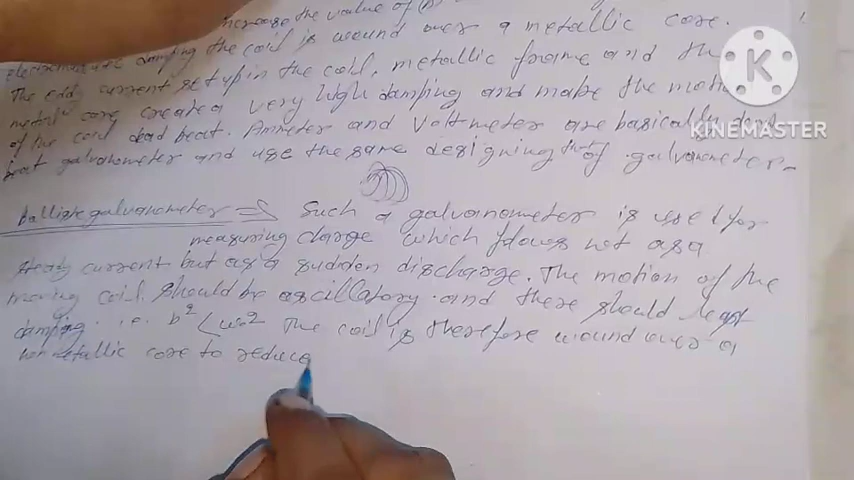 increase the value of
electromagnetic damping the coil is wound over a metallic core.
The eddy current set up in the coil, metallic frame and the
metal core create a very high damping and make the motion
of the coil dead beat. Ammeter and Voltmeter are basically dead
beat galvanometer and use the same designing that of galvanometer-
Ballistic galvanometer ⇒ Such a galvanometer is used for
measuring charge which flows not as a
steady current but as a sudden discharge. The motion of the
moving coil should be ascillatory and there should least
damping. i.e. b² < ω₀² The coil is therefore wound over a
non metallic core to reduce
KINEMASTER